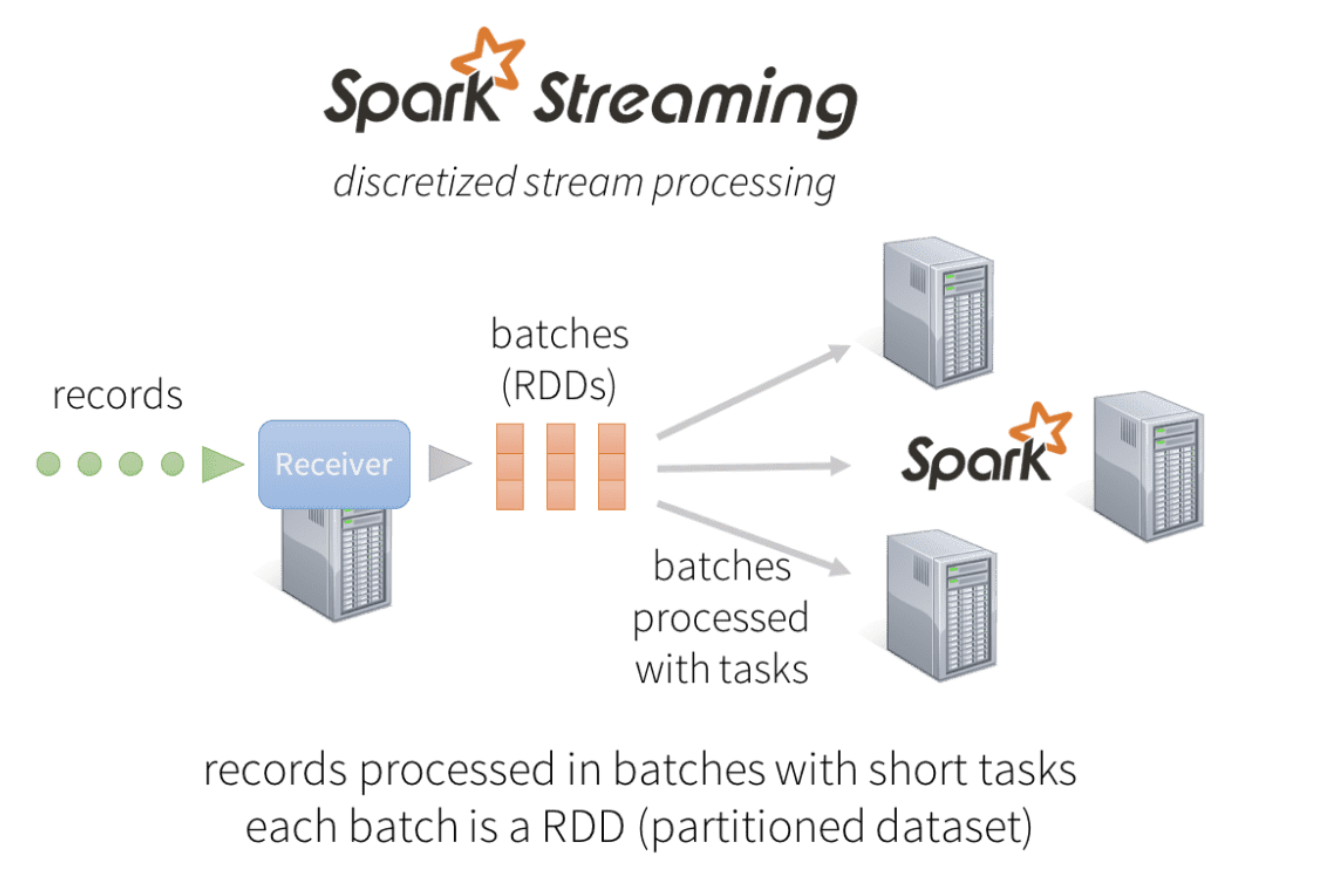 Spark Streaming
discretized stream processing
records
Receiver
batches
(RDDs)
Spark
batches
processed
with tasks
records processed in batches with short tasks
each batch is a RDD (partitioned dataset)